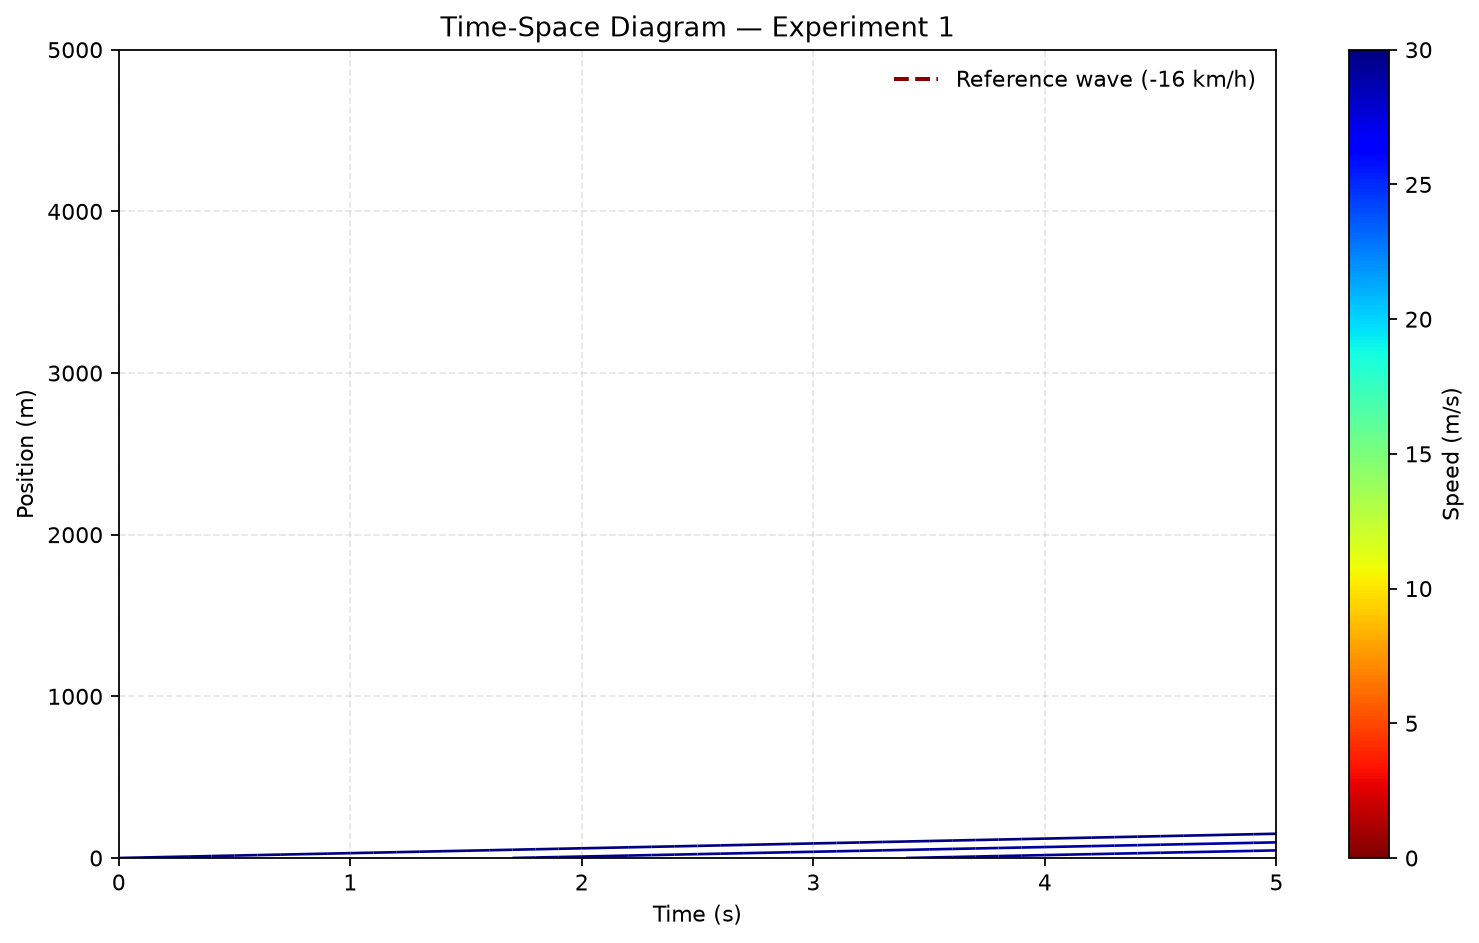 Time-Space Diagram — Experiment 1
Reference wave (-16 km/h)
Position (m)
5000
4000
3000
2000
1000
0
0 1 2 3 4 5
Time (s)
30
25
20
15
10
5
0
Speed (m/s)